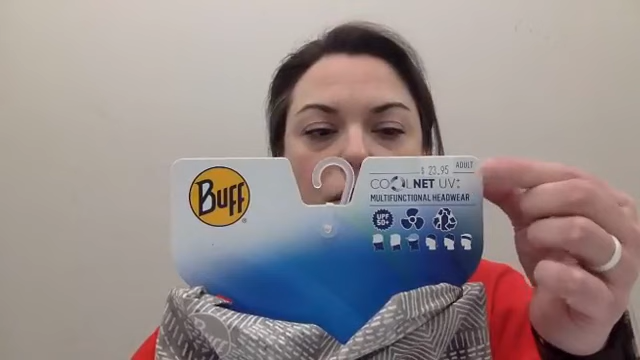 BUFF
ADULT
$ 23.95
COOLNET UV
MULTIFUNCTIONAL HEADWEAR
UPF
50+